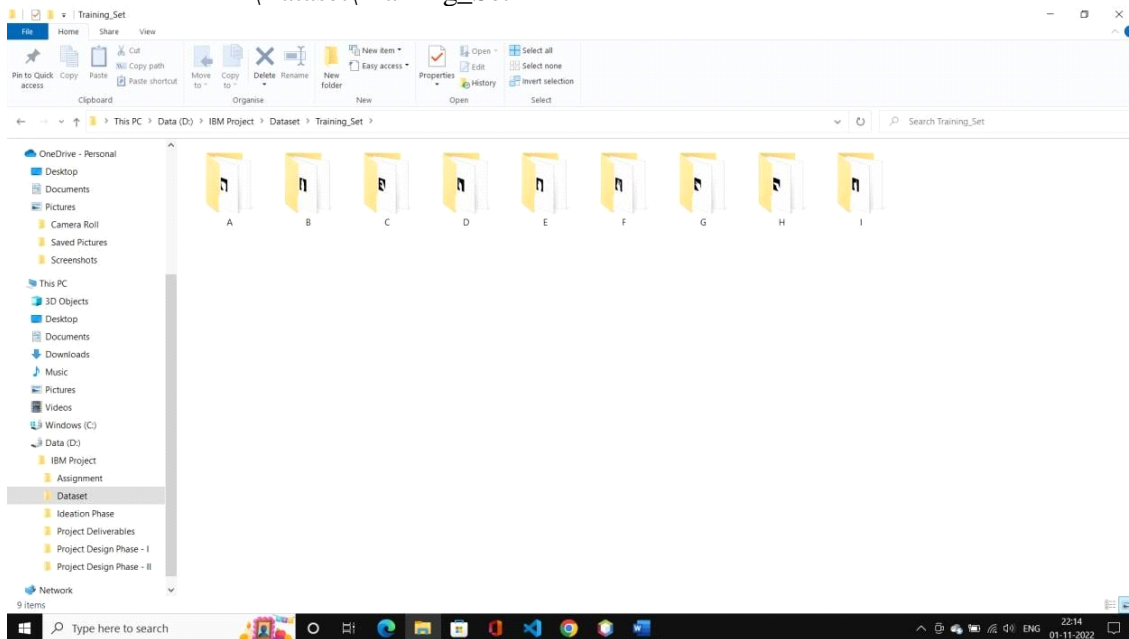 Training_Set
File Home Share View
Pin to Quick access
Copy
Paste
Cut
Copy path
Paste shortcut
Clipboard
Move to
Copy to
Delete
Rename
Organise
New folder
New item
Easy access
New
Properties
Open
Edit
History
Open
Select all
Select none
Invert selection
Select
This PC > Data (D:) > IBM Project > Dataset > Training_Set >
Search Training_Set
OneDrive - Personal
Desktop
Documents
Pictures
Camera Roll
Saved Pictures
Screenshots
This PC
3D Objects
Desktop
Documents
Downloads
Music
Pictures
Videos
Windows (C:)
Data (D:)
IBM Project
Assignment
Dataset
Ideation Phase
Project Deliverables
Project Design Phase - I
Project Design Phase - II
Network
A B C D E F G H I
9 items
Type here to search
ENG
22:14
01-11-2022